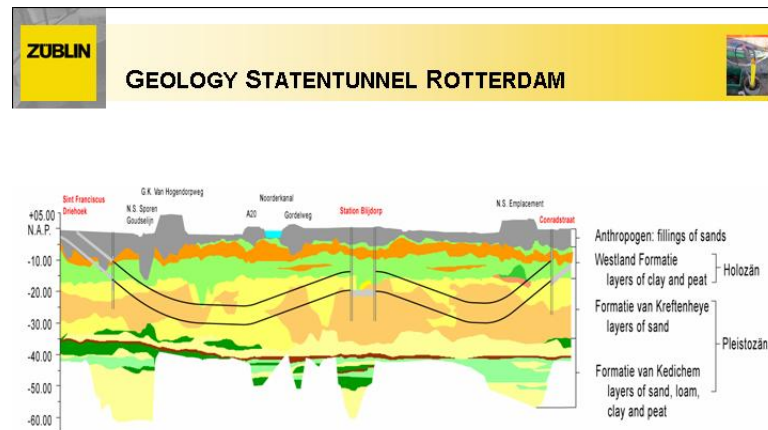 ZÜBLIN
GEOLOGY STATENTUNNEL ROTTERDAM
Sint Franciscus
Driehoek
G.K. Van Hogendorpweg
N.S. Sporen
Goudselijn
A20
Noorderkanal
Gordelweg
Station Blijdorp
N.S. Emplacement
Conradstraat
+05.00
N.A.P.
-10.00
-20.00
-30.00
-40.00
-50.00
-60.00
Anthropogen: fillings of sands
Westland Formatie
layers of clay and peat
Holozän
Formatie van Kreftenheye
layers of sand
Pleistozän
Formatie van Kedichem
layers of sand, loam,
clay and peat